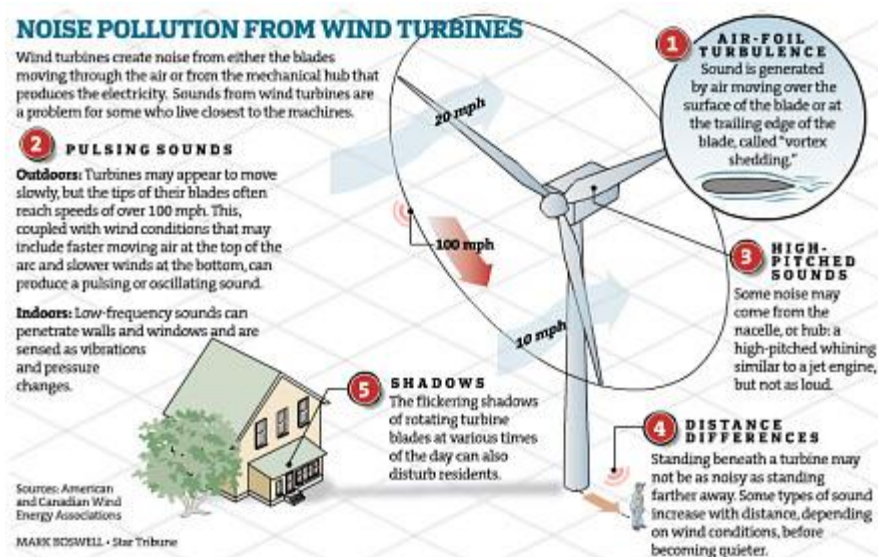 NOISE POLLUTION FROM WIND TURBINES
Wind turbines create noise from either the blades
moving through the air or from the mechanical hub that
produces the electricity. Sounds from wind turbines are
a problem for some who live closest to the machines.
2 PULSING SOUNDS
Outdoors: Turbines may appear to move
slowly, but the tips of their blades often
reach speeds of over 100 mph. This,
coupled with wind conditions that may
include faster moving air at the top of the
arc and slower winds at the bottom, can
produce a pulsing or oscillating sound.
Indoors: Low-frequency sounds can
penetrate walls and windows and are
sensed as vibrations
and pressure
changes.
20 mph
100 mph
10 mph
1 AIR-FOIL
TURBULENCE
Sound is generated
by air moving over the
surface of the blade or at
the trailing edge of the
blade, called "vortex
shedding."
3 HIGH-
PITCHED
SOUNDS
Some noise may
come from the
nacelle, or hub: a
high-pitched whining
similar to a jet engine,
but not as loud.
5 SHADOWS
The flickering shadows
of rotating turbine
blades at various times
of the day can also
disturb residents.
4 DISTANCE
DIFFERENCES
Standing beneath a turbine may
not be as noisy as standing
farther away. Some types of sound
increase with distance, depending
on wind conditions, before
becoming quieter.
Sources: American
and Canadian Wind
Energy Associations
MARK BOSWELL • Star Tribune